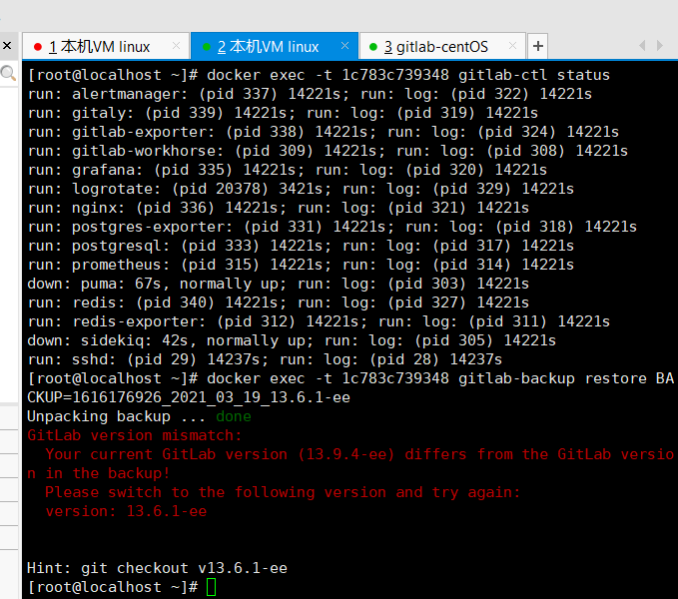 1 本机VM linux
2 本机VM linux
3 gitlab-centOS
[root@localhost ~]# docker exec -t 1c783c739348 gitlab-ctl status
run: alertmanager: (pid 337) 14221s; run: log: (pid 322) 14221s
run: gitaly: (pid 339) 14221s; run: log: (pid 319) 14221s
run: gitlab-exporter: (pid 338) 14221s; run: log: (pid 324) 14221s
run: gitlab-workhorse: (pid 309) 14221s; run: log: (pid 308) 14221s
run: grafana: (pid 335) 14221s; run: log: (pid 320) 14221s
run: logrotate: (pid 20378) 3421s; run: log: (pid 329) 14221s
run: nginx: (pid 336) 14221s; run: log: (pid 321) 14221s
run: postgres-exporter: (pid 331) 14221s; run: log: (pid 318) 14221s
run: postgresql: (pid 333) 14221s; run: log: (pid 317) 14221s
run: prometheus: (pid 315) 14221s; run: log: (pid 314) 14221s
down: puma: 67s, normally up; run: log: (pid 303) 14221s
run: redis: (pid 340) 14221s; run: log: (pid 327) 14221s
run: redis-exporter: (pid 312) 14221s; run: log: (pid 311) 14221s
down: sidekiq: 42s, normally up; run: log: (pid 305) 14221s
run: sshd: (pid 29) 14237s; run: log: (pid 28) 14237s
[root@localhost ~]# docker exec -t 1c783c739348 gitlab-backup restore BA
CKUP=1616176926_2021_03_19_13.6.1-ee
Unpacking backup ... done
GitLab version mismatch:
  Your current GitLab version (13.9.4-ee) differs from the GitLab versio
n in the backup!
  Please switch to the following version and try again:
  version: 13.6.1-ee
Hint: git checkout v13.6.1-ee
[root@localhost ~]#